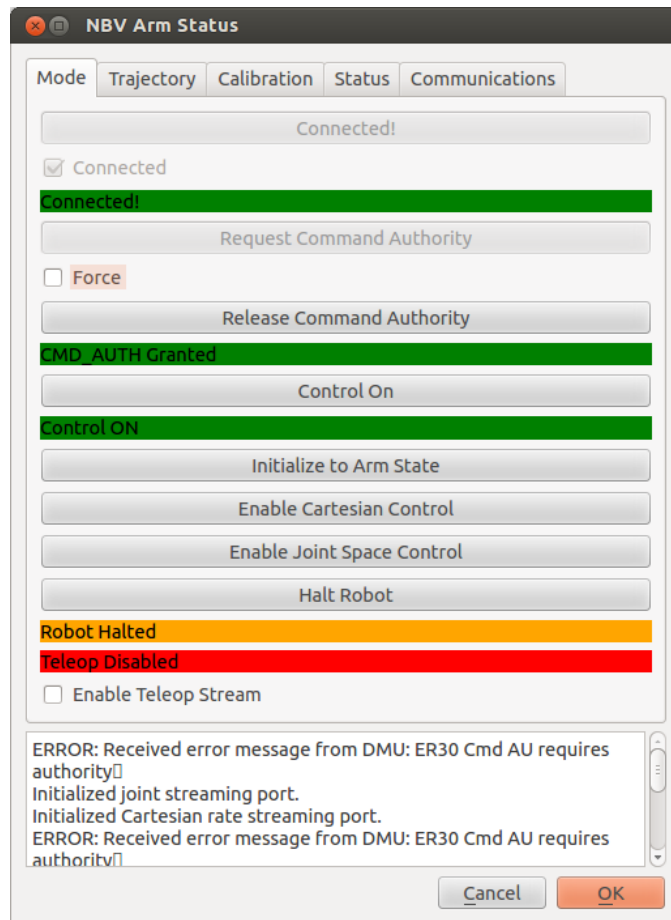 NBV Arm Status
Mode Trajectory Calibration Status Communications
Connected!
Connected
Connected!
Request Command Authority
Force
Release Command Authority
CMD_AUTH Granted
Control On
Control ON
Initialize to Arm State
Enable Cartesian Control
Enable Joint Space Control
Halt Robot
Robot Halted
Teleop Disabled
Enable Teleop Stream
ERROR: Received error message from DMU: ER30 Cmd AU requires
authority
Initialized joint streaming port.
Initialized Cartesian rate streaming port.
ERROR: Received error message from DMU: ER30 Cmd AU requires
authority
Cancel OK